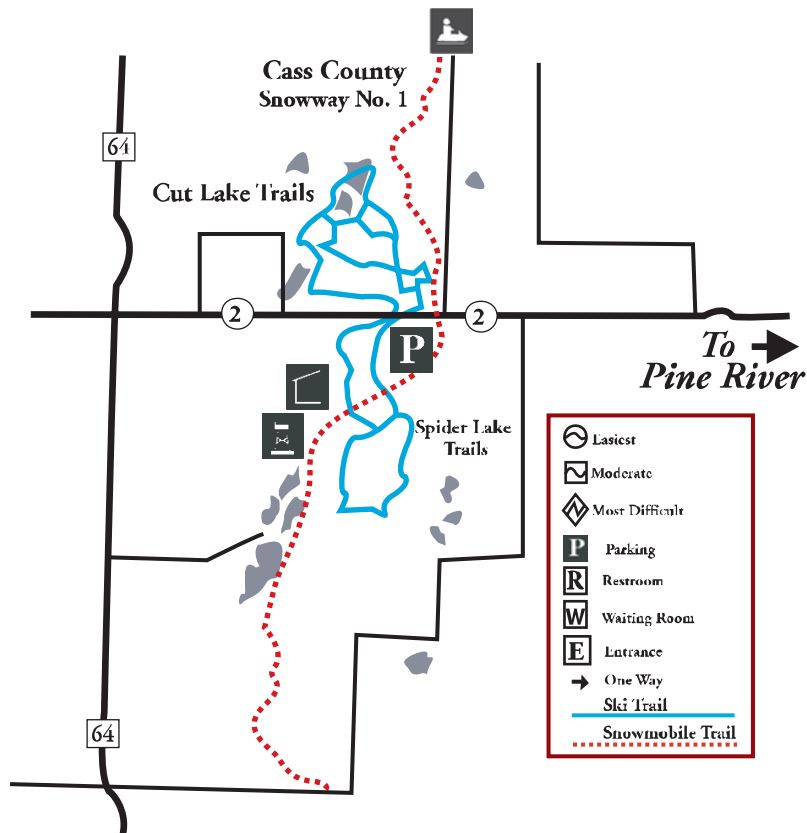 Cass County
Snowway No. 1
64
Cut Lake Trails
2
2
P
To
Pine River
Spider Lake
Trails
Easiest
Moderate
N Most Difficult
P Parking
R Restroom
W Waiting Room
E Entrance
One Way
Ski Trail
Snowmobile Trail
64